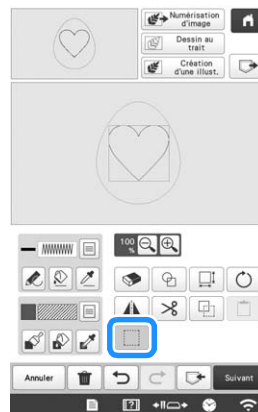 Numérisation
d'image
Dessin au
trait
Création
d'une illust.
100
%
Annuler
Suivant
?